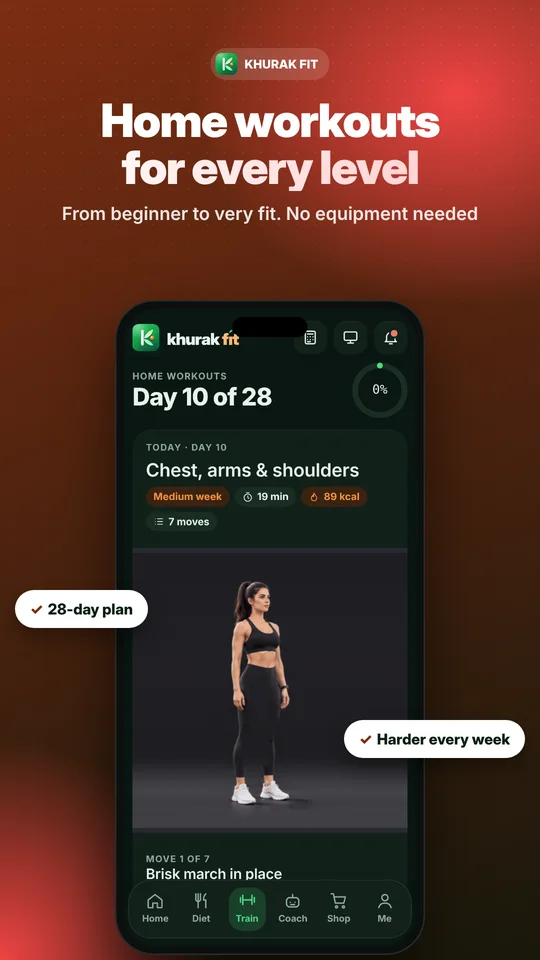 KHURAK FIT
Home workouts
for every level
From beginner to very fit. No equipment needed
khurak fit
HOME WORKOUTS
Day 10 of 28
0%
TODAY · DAY 10
Chest, arms & shoulders
Medium week
19 min
89 kcal
7 moves
28-day plan
Harder every week
MOVE 1 OF 7
Brisk march in place
Home
Diet
Train
Coach
Shop
Me